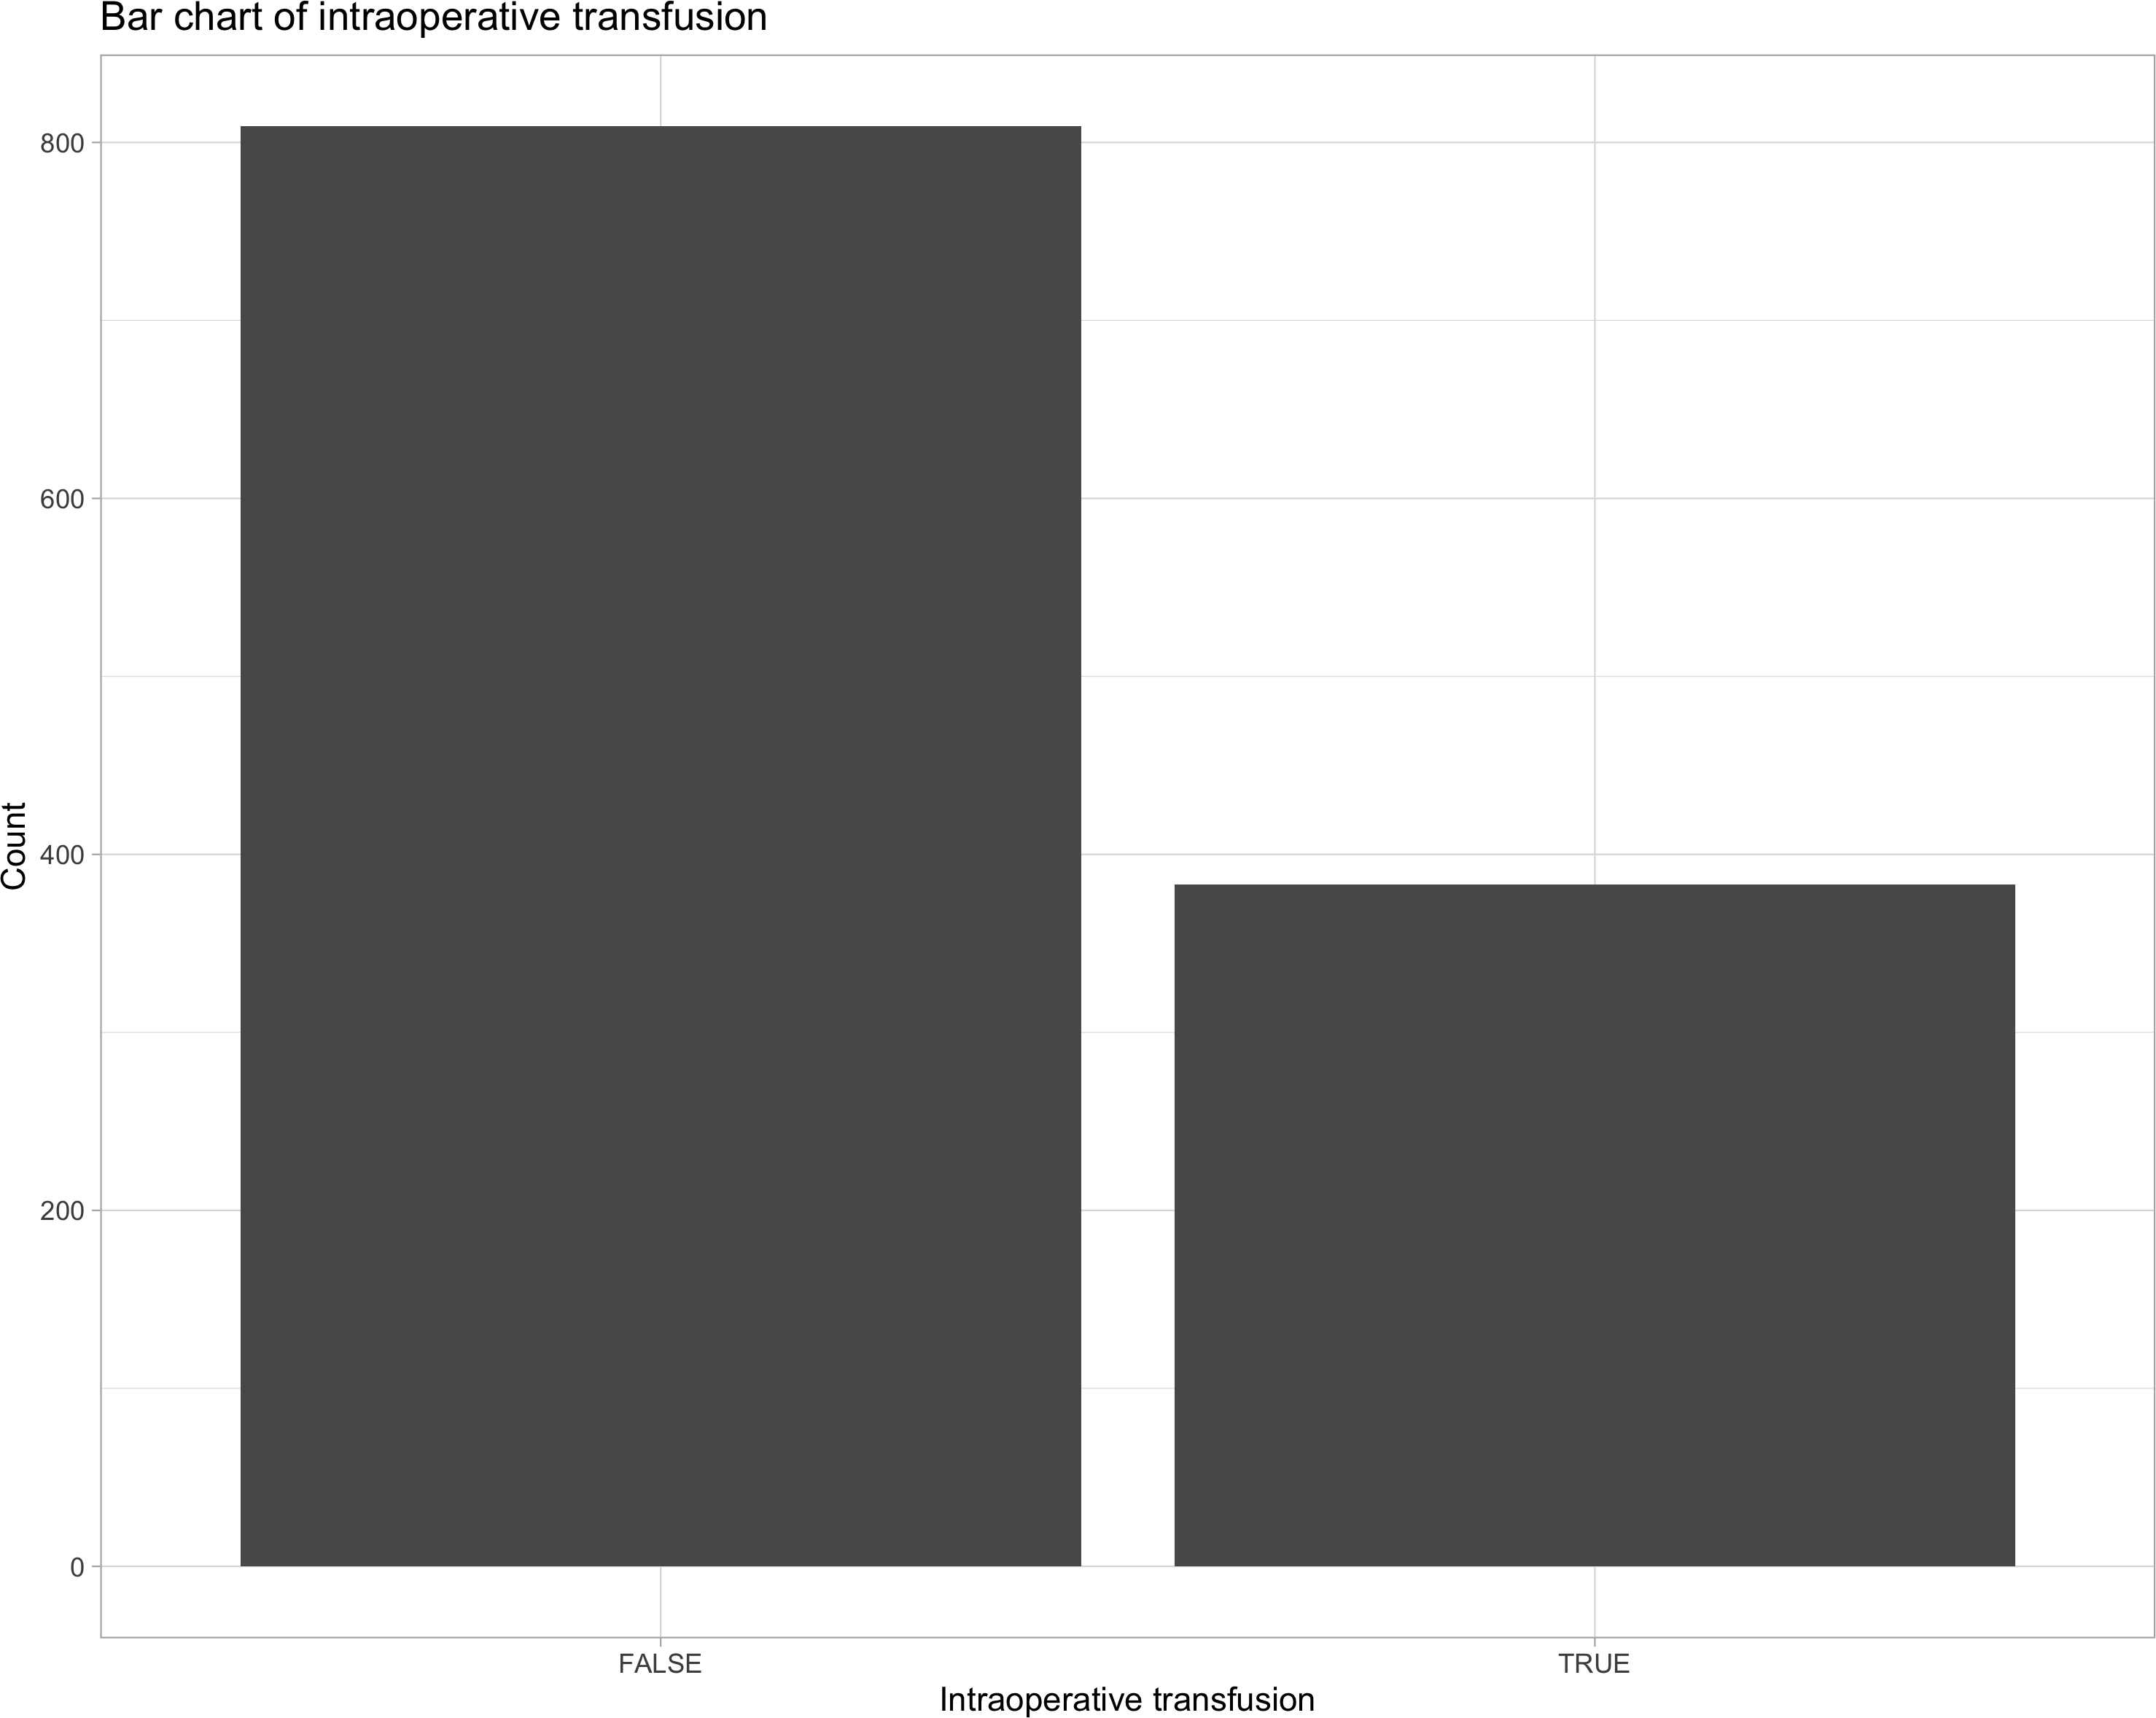 Bar chart of intraoperative transfusion
800
600
400
200
0
Count
FALSE
TRUE
Intraoperative transfusion